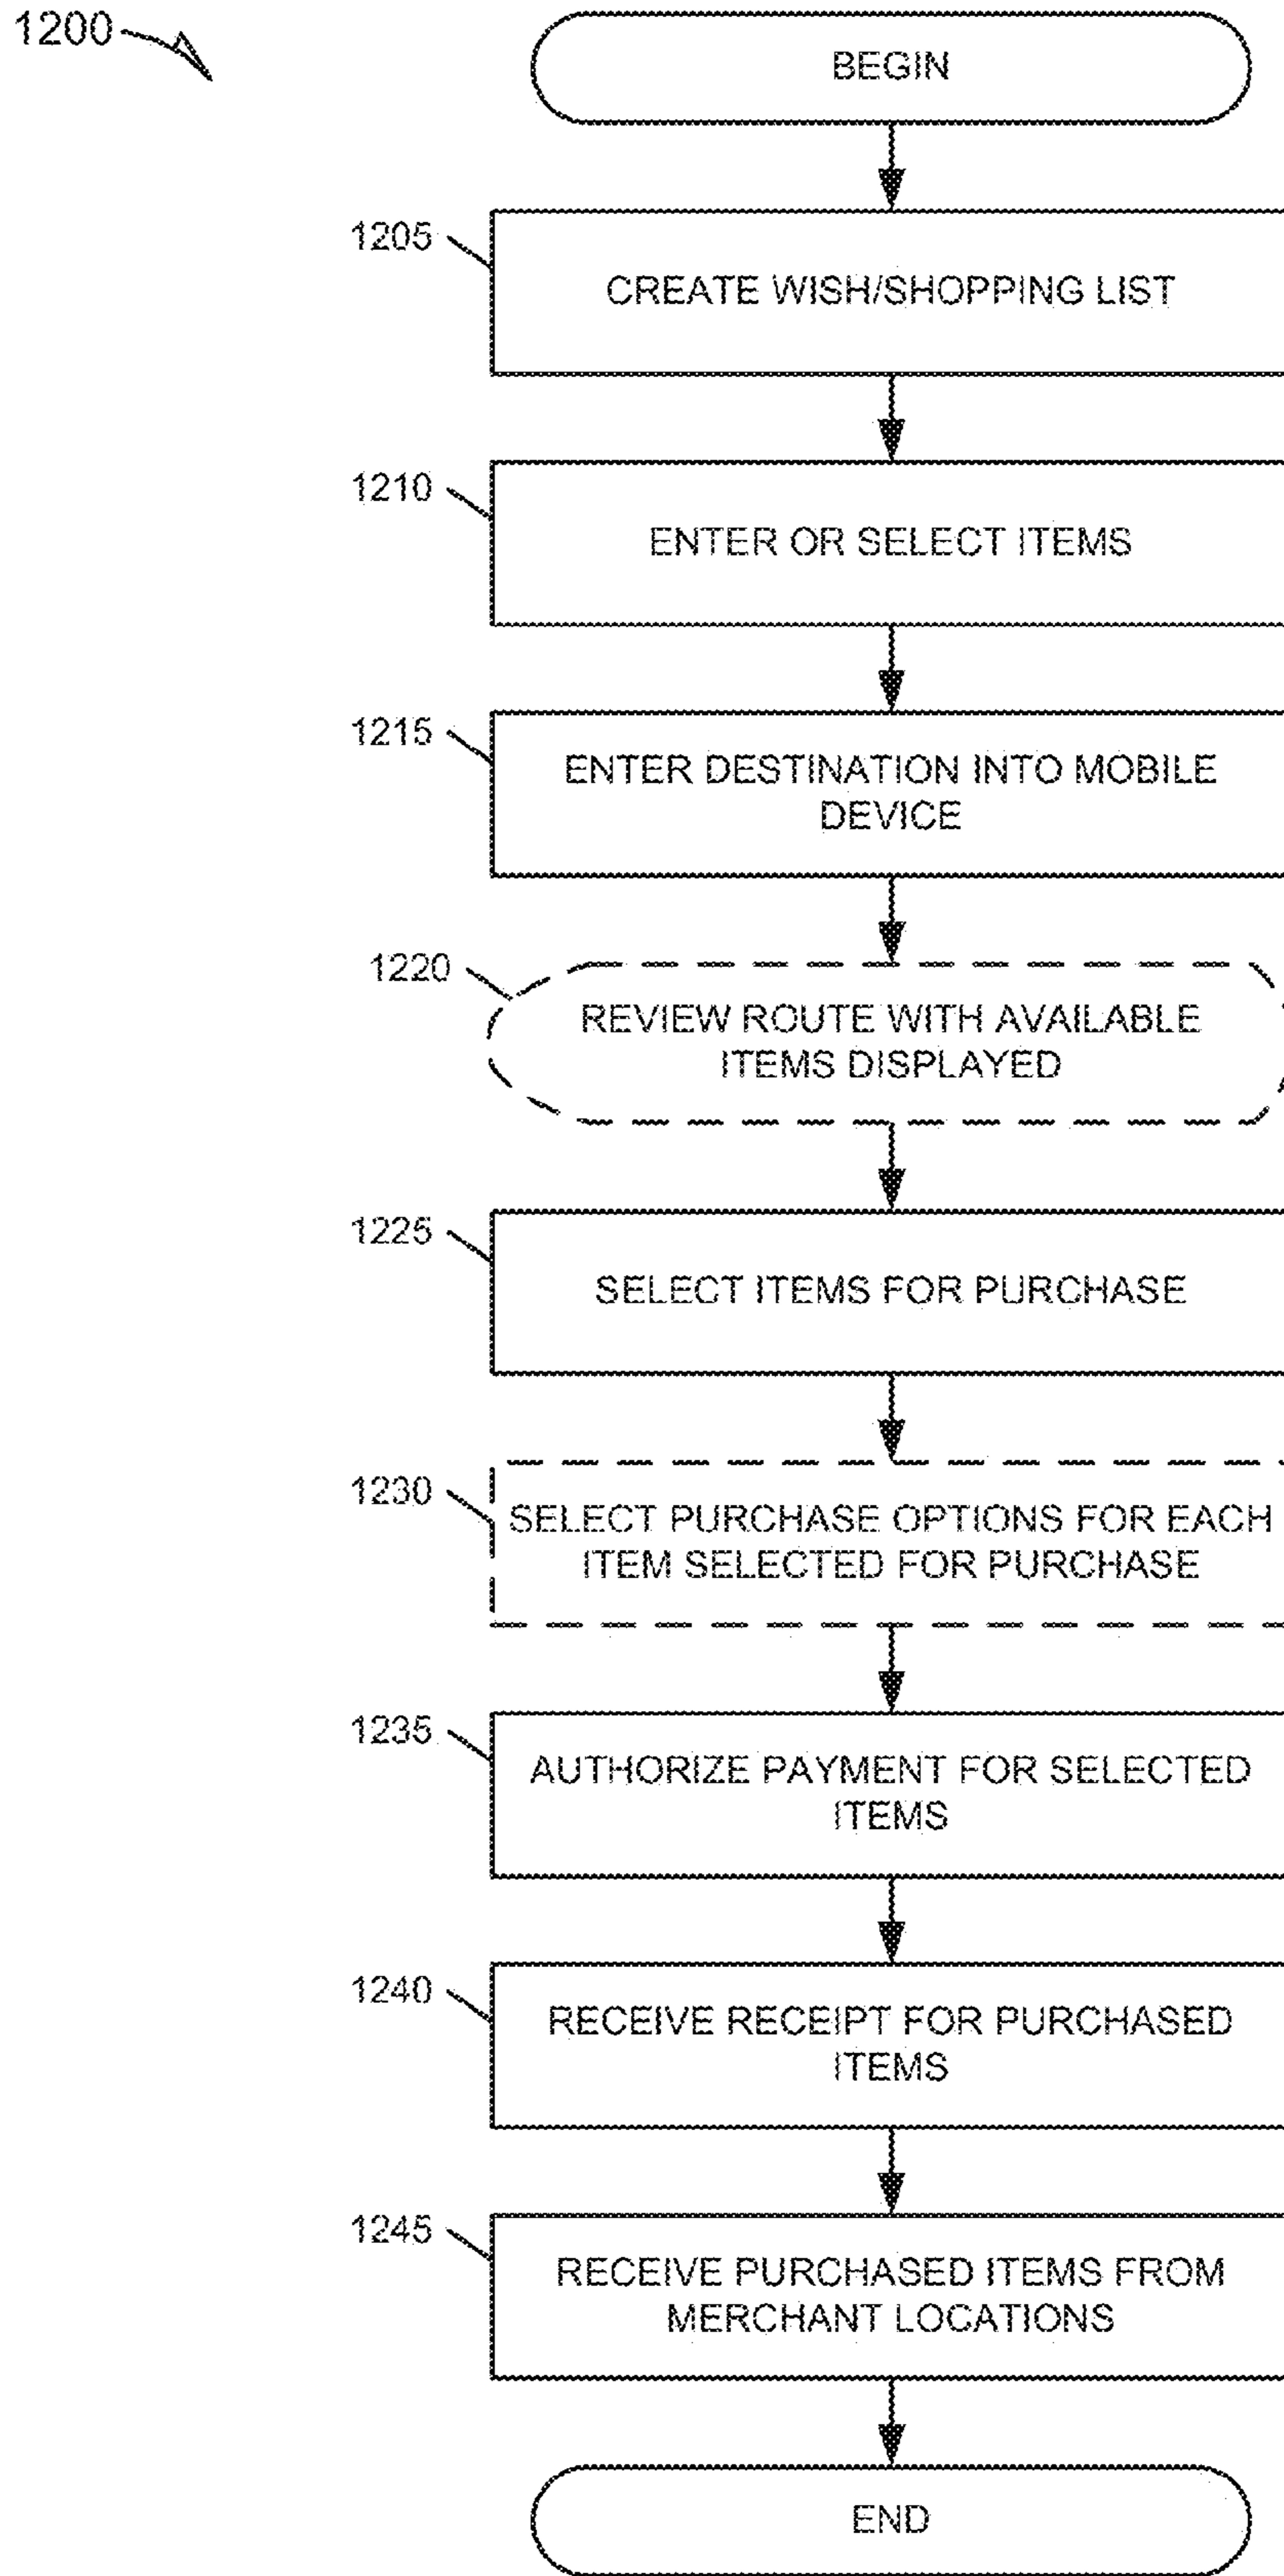 1200
BEGIN
1205
CREATE WISH/SHOPPING LIST
1210
ENTER OR SELECT ITEMS
1215
ENTER DESTINATION INTO MOBILE
DEVICE
1220
REVIEW ROUTE WITH AVAILABLE
ITEMS DISPLAYED
1225
SELECT ITEMS FOR PURCHASE
1230
SELECT PURCHASE OPTIONS FOR EACH
ITEM SELECTED FOR PURCHASE
1235
AUTHORIZE PAYMENT FOR SELECTED
ITEMS
1240
RECEIVE RECEIPT FOR PURCHASED
ITEMS
1245
RECEIVE PURCHASED ITEMS FROM
MERCHANT LOCATIONS
END